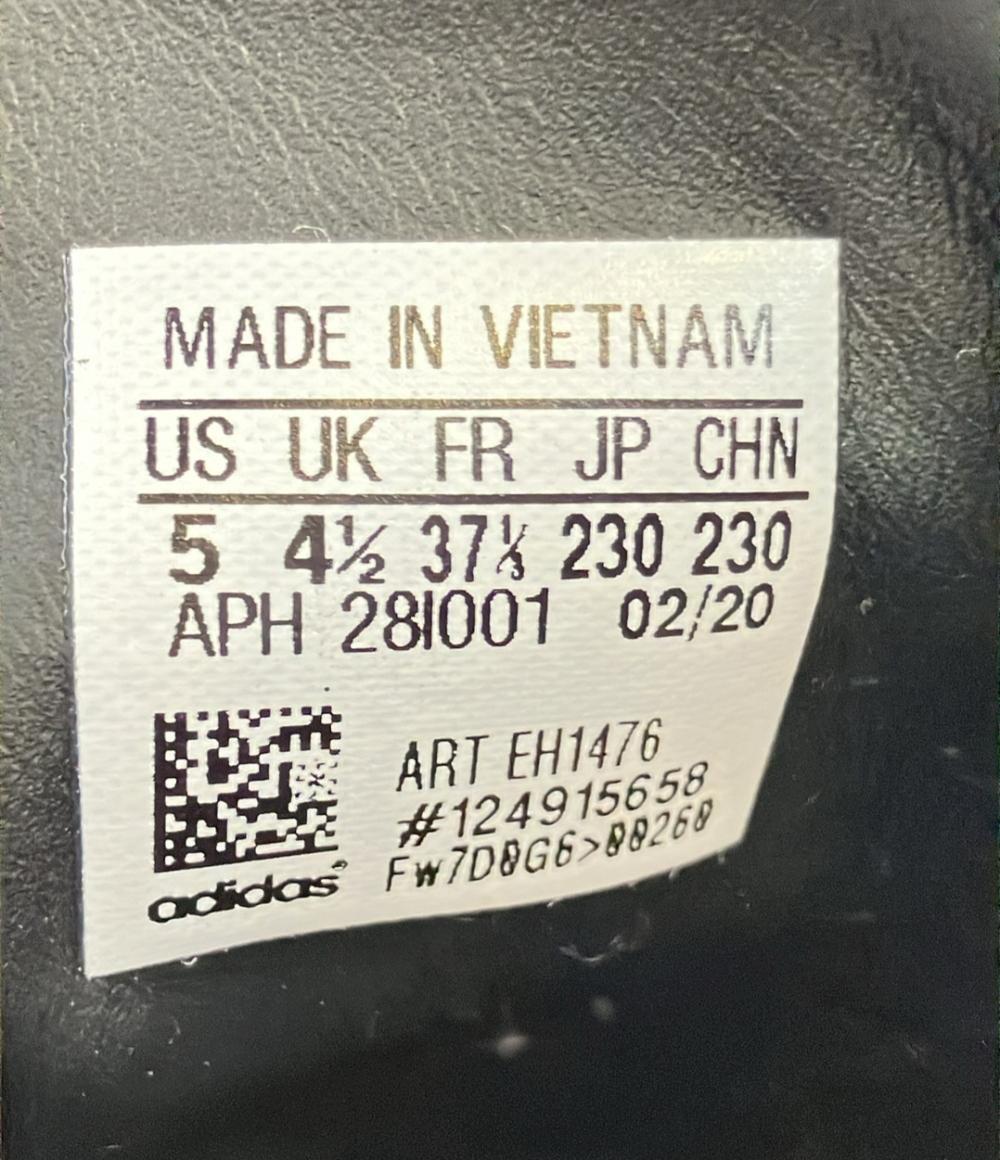 MADE IN VIETNAM
US UK FR JP CHN
5 4½ 37⅓ 230 230
APH 28I001 02/20
ART EH1476
#124915658
FW7D0G6>00260
adidas